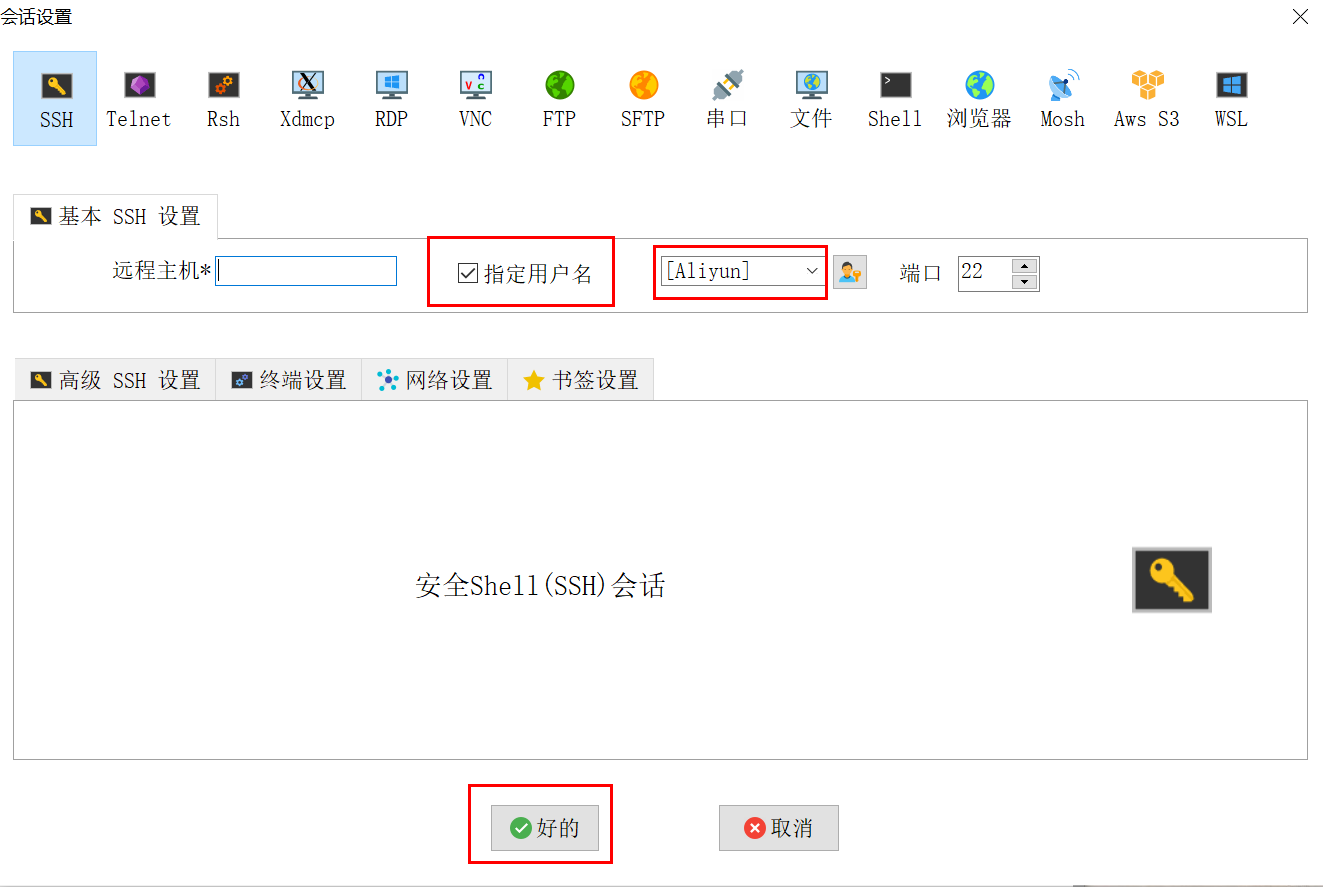 会话设置
SSH Telnet Rsh Xdmcp RDP VNC FTP SFTP 串口 文件 Shell 浏览器 Mosh Aws S3 WSL
基本 SSH 设置
远程主机* 指定用户名 [Aliyun] 端口 22
高级 SSH 设置 终端设置 网络设置 书签设置
安全Shell(SSH)会话
好的 取消